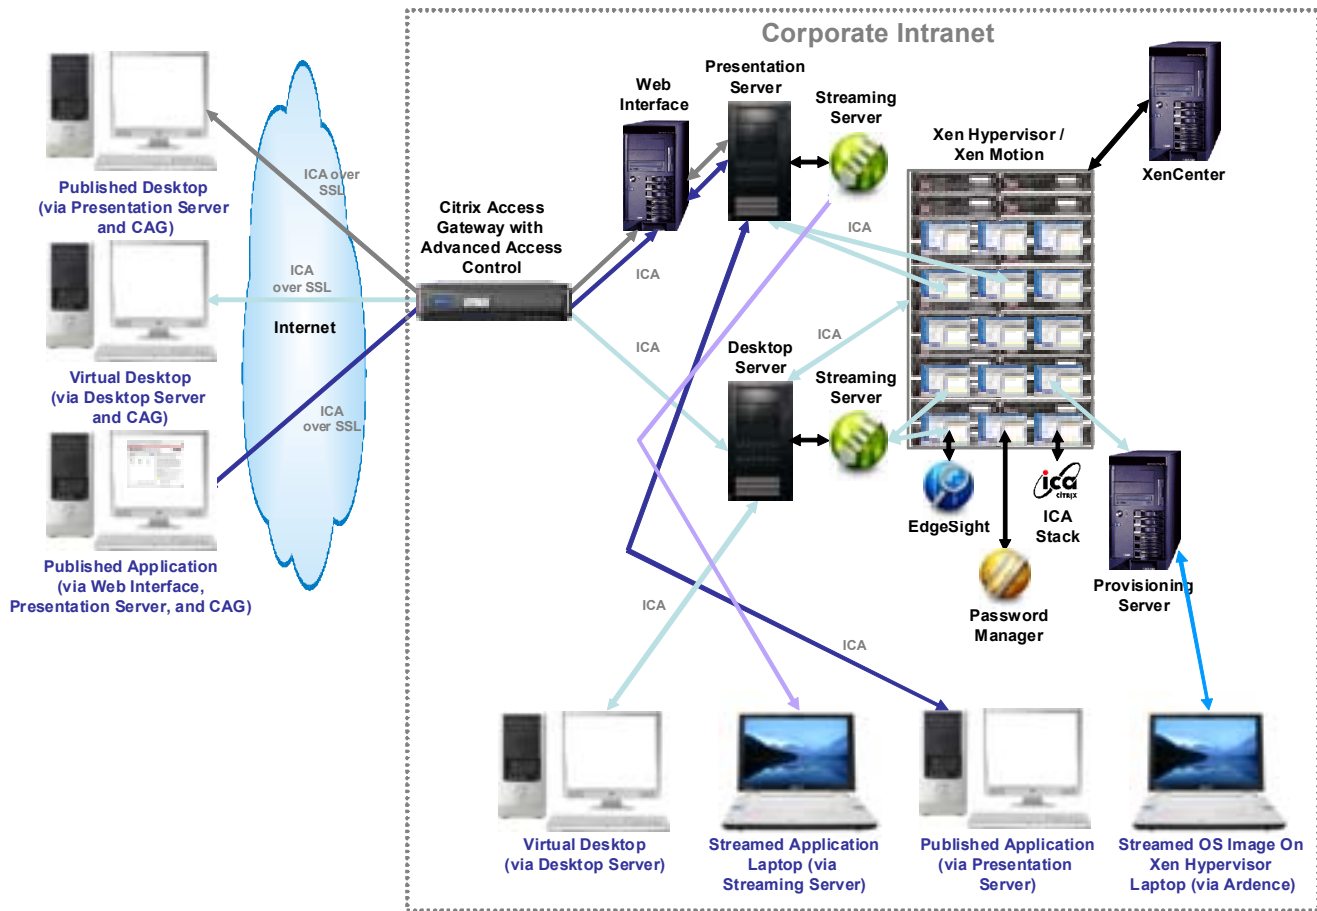 Corporate Intranet
Published Desktop
(via Presentation Server
and CAG)
Virtual Desktop
(via Desktop Server
and CAG)
Published Application
(via Web Interface,
Presentation Server, and CAG)
ICA over
SSL
ICA
over SSL
Internet
ICA
over SSL
Citrix Access
Gateway with
Advanced Access
Control
Web
Interface
Presentation
Server
Streaming
Server
Xen Hypervisor /
Xen Motion
XenCenter
ICA
ICA
ICA
ICA
Desktop
Server
Streaming
Server
EdgeSight
ica
CITRIX
ICA
Stack
Password
Manager
Provisioning
Server
ICA
ICA
Virtual Desktop
(via Desktop Server)
Streamed Application
Laptop (via
Streaming Server)
Published Application
(via Presentation
Server)
Streamed OS Image On
Xen Hypervisor
Laptop (via Ardence)